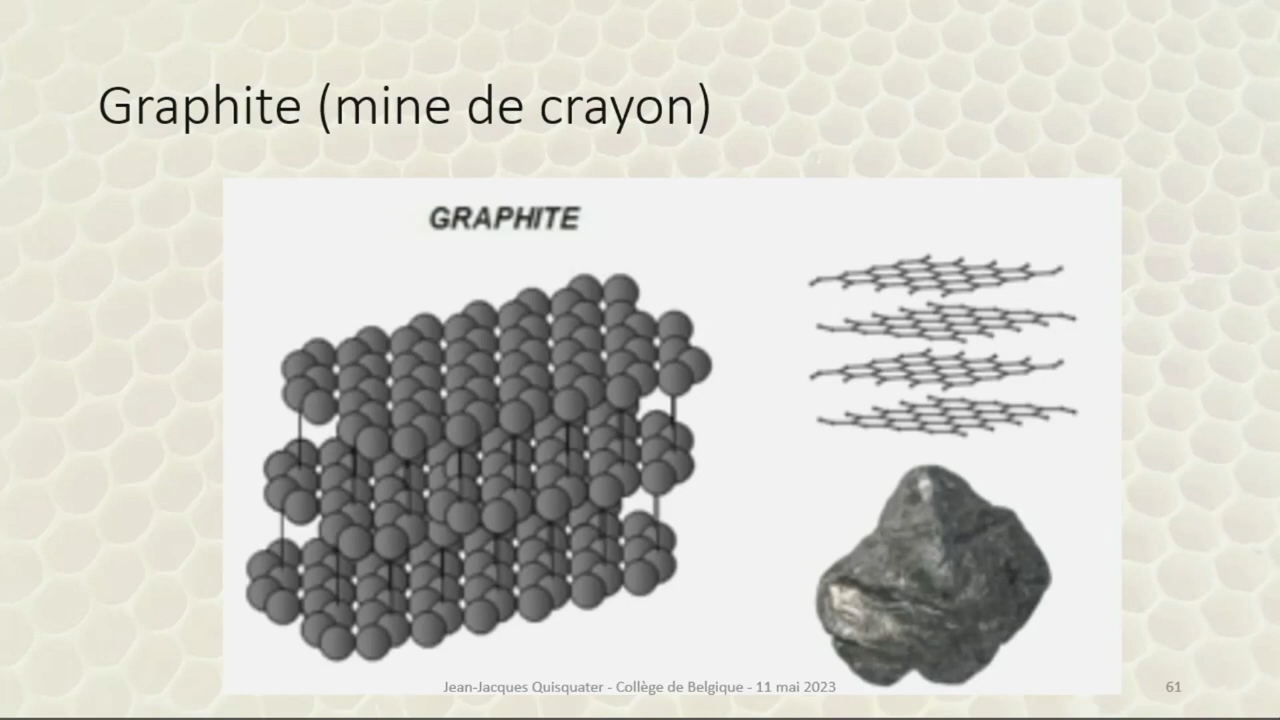 Graphite (mine de crayon)
GRAPHITE
Jean-Jacques Quisquater - Collège de Belgique - 11 mai 2023
61